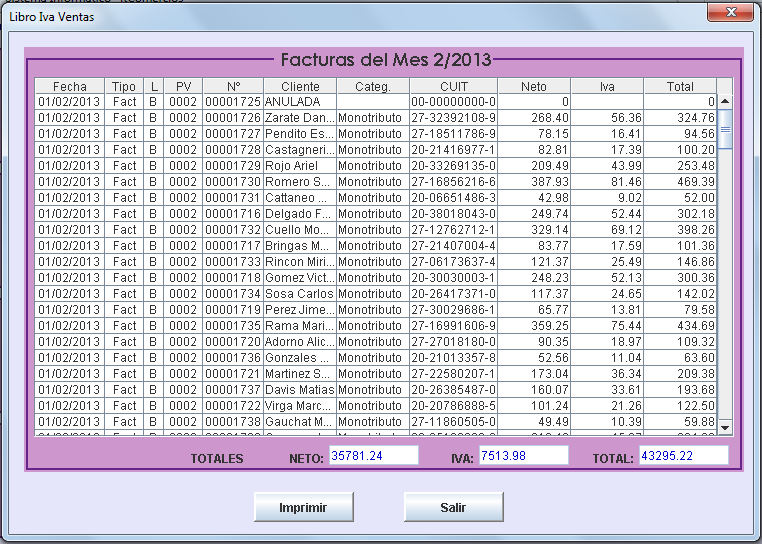 Libro Iva Ventas
Facturas del Mes 2/2013
Fecha Tipo L PV Nº Cliente Categ. CUIT Neto Iva Total
01/02/2013 Fact B 0002 00001725 ANULADA 00-00000000-0 0 0
01/02/2013 Fact B 0002 00001726 Zarate Dan... Monotributo 27-32392108-9 268.40 56.36 324.76
01/02/2013 Fact B 0002 00001727 Pendito Es... Monotributo 27-18511786-9 78.15 16.41 94.56
01/02/2013 Fact B 0002 00001728 Castagneri... Monotributo 20-21416977-1 82.81 17.39 100.20
01/02/2013 Fact B 0002 00001729 Rojo Ariel Monotributo 20-33269135-0 209.49 43.99 253.48
01/02/2013 Fact B 0002 00001730 Romero S... Monotributo 27-16856216-6 387.93 81.46 469.39
01/02/2013 Fact B 0002 00001731 Cattaneo ... Monotributo 20-06651486-3 42.98 9.02 52.00
01/02/2013 Fact B 0002 00001716 Delgado F... Monotributo 20-38018043-0 249.74 52.44 302.18
01/02/2013 Fact B 0002 00001732 Cuello Mo... Monotributo 27-12762712-1 329.14 69.12 398.26
01/02/2013 Fact B 0002 00001717 Bringas M... Monotributo 27-21407004-4 83.77 17.59 101.36
01/02/2013 Fact B 0002 00001733 Rincon Miri... Monotributo 27-06173637-4 121.37 25.49 146.86
01/02/2013 Fact B 0002 00001718 Gomez Vict... Monotributo 20-30030003-1 248.23 52.13 300.36
01/02/2013 Fact B 0002 00001734 Sosa Carlos Monotributo 20-26417371-0 117.37 24.65 142.02
01/02/2013 Fact B 0002 00001719 Perez Jime... Monotributo 27-30029686-1 65.77 13.81 79.58
01/02/2013 Fact B 0002 00001735 Rama Mari... Monotributo 27-16991609-3 359.25 75.44 434.69
01/02/2013 Fact B 0002 00001720 Adorno Alic... Monotributo 27-27018180-0 90.35 18.97 109.32
01/02/2013 Fact B 0002 00001736 Gonzales ... Monotributo 20-21013357-8 52.56 11.04 63.60
01/02/2013 Fact B 0002 00001721 Martinez S... Monotributo 27-22580207-1 173.04 36.34 209.38
01/02/2013 Fact B 0002 00001737 Davis Matias Monotributo 20-26385487-0 160.07 33.61 193.68
01/02/2013 Fact B 0002 00001722 Virga Marc... Monotributo 20-20786888-5 101.24 21.26 122.50
01/02/2013 Fact B 0002 00001738 Gauchat M... Monotributo 27-11860505-0 49.49 10.39 59.88
TOTALES NETO: 35781.24 IVA: 7513.98 TOTAL: 43295.22
Imprimir Salir